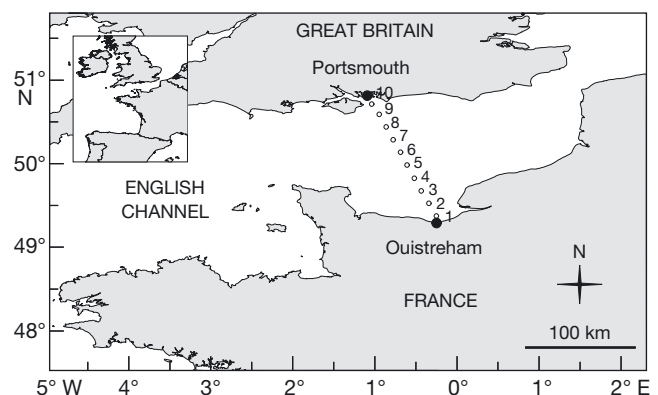 GREAT BRITAIN
Portsmouth
51°
N
10
9
8
7
50°
6
5
4
ENGLISH
CHANNEL
3
2
1
49°
Ouistreham
N
FRANCE
48°
100 km
5° W 4° 3° 2° 1° 0° 1° 2° E